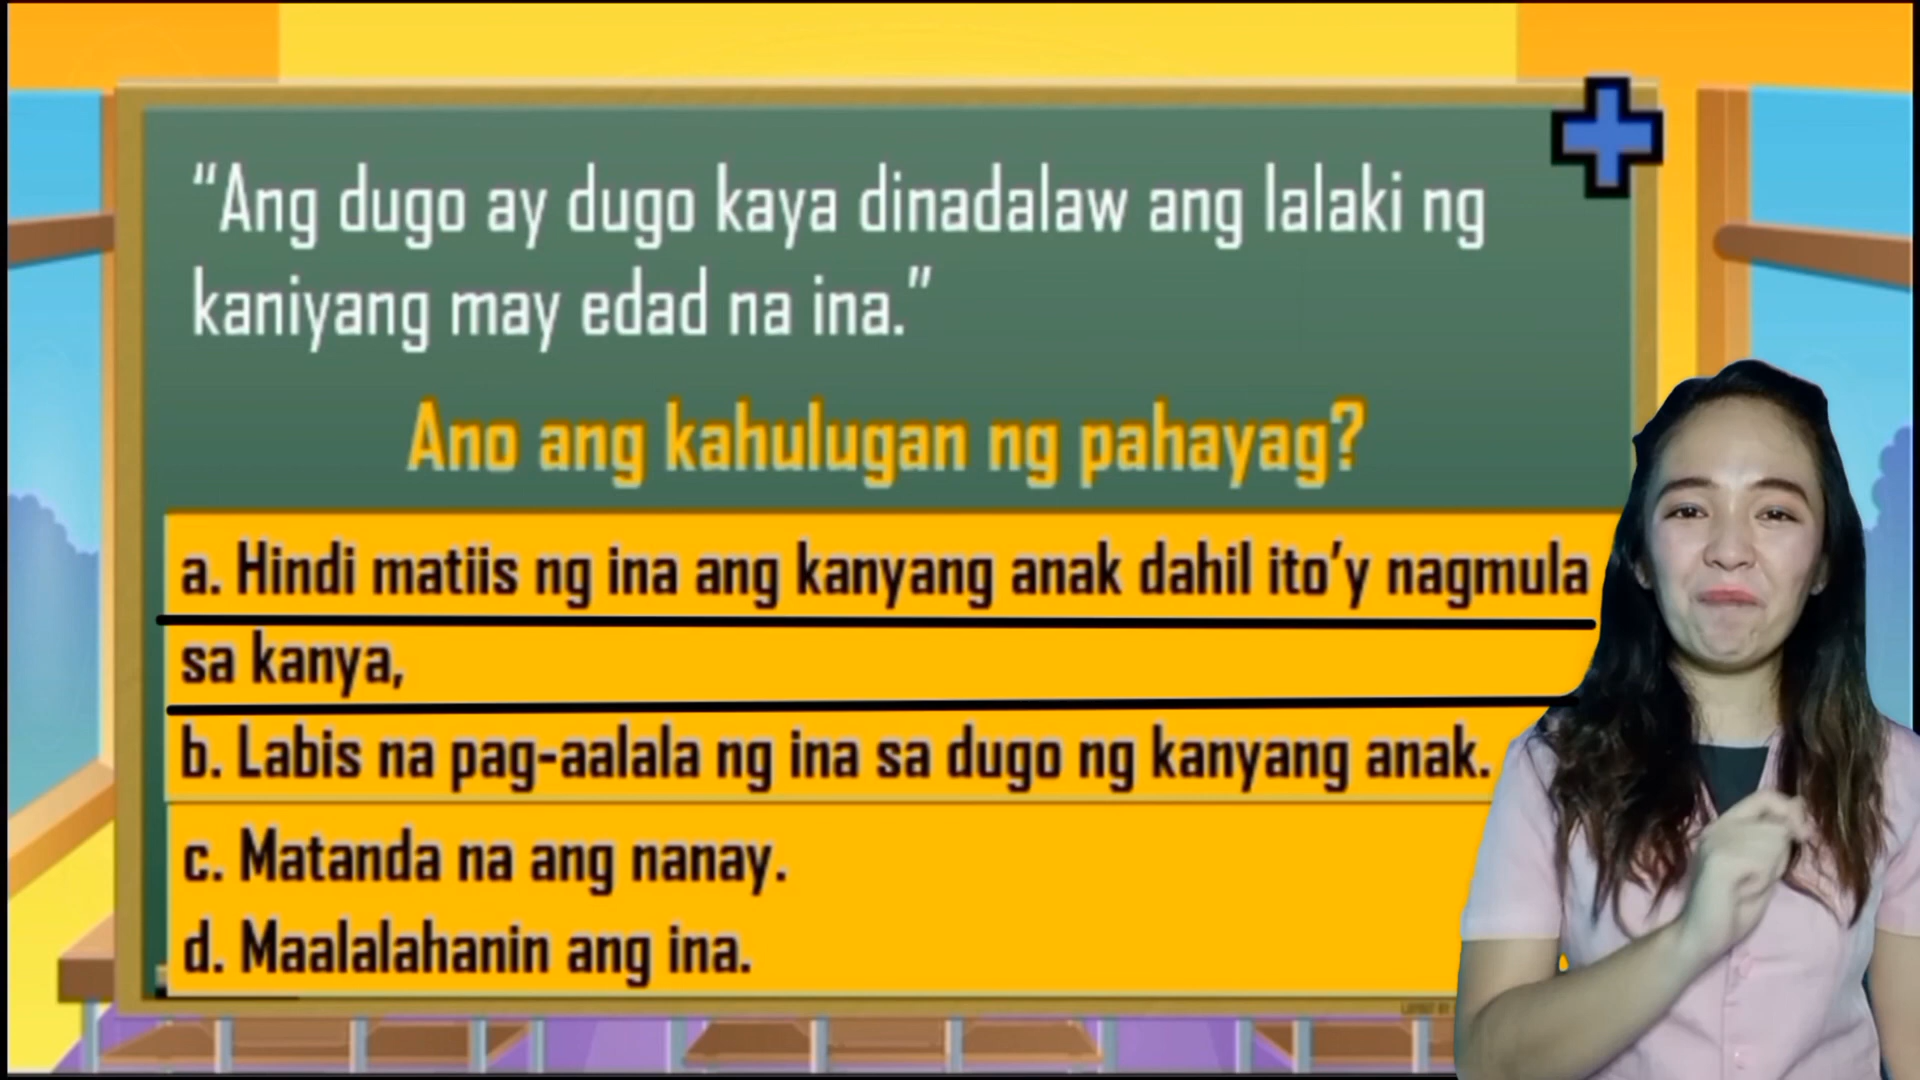 “Ang dugo ay dugo kaya dinadalaw ang lalaki ng
kaniyang may edad na ina.”
Ano ang kahulugan ng pahayag?
a. Hindi matiis ng ina ang kanyang anak dahil ito’y nagmula
sa kanya,
b. Labis na pag-aalala ng ina sa dugo ng kanyang anak.
c. Matanda na ang nanay.
d. Maalalahanin ang ina.